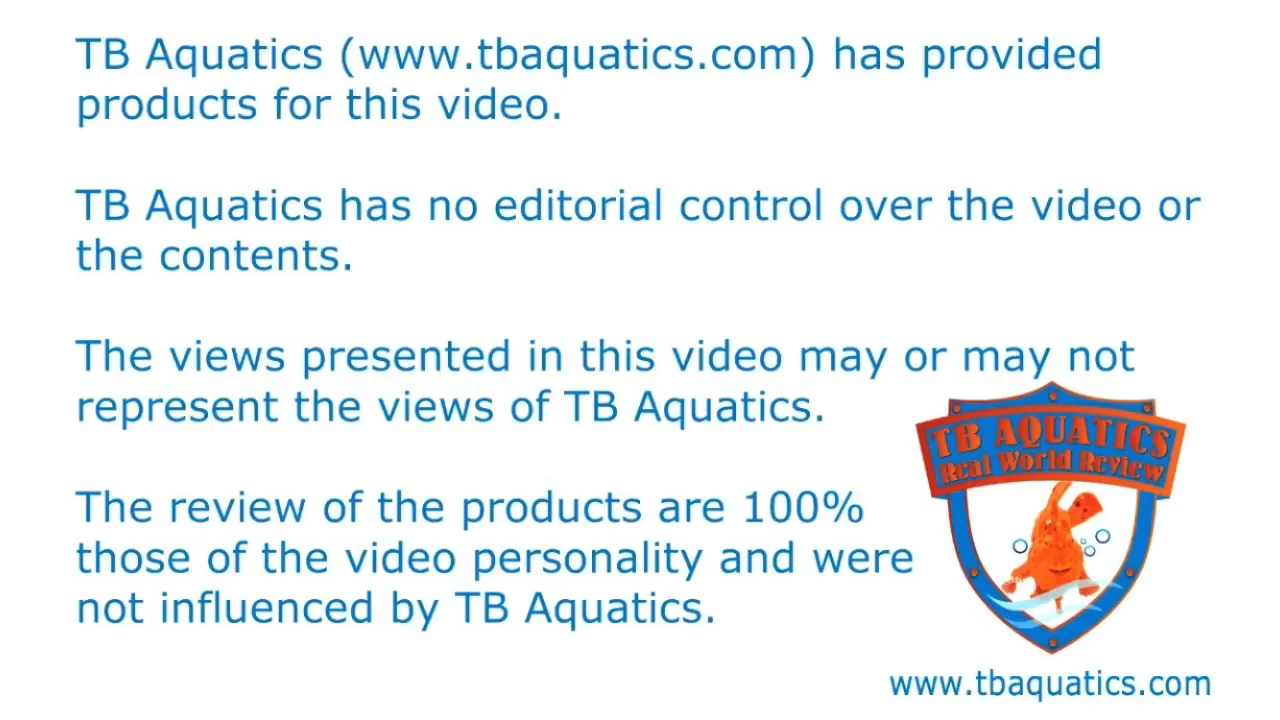 TB Aquatics (www.tbaquatics.com) has provided
products for this video.
TB Aquatics has no editorial control over the video or
the contents.
The views presented in this video may or may not
represent the views of TB Aquatics.
The review of the products are 100%
those of the video personality and were
not influenced by TB Aquatics.
TB AQUATICS
Real World Review
www.tbaquatics.com